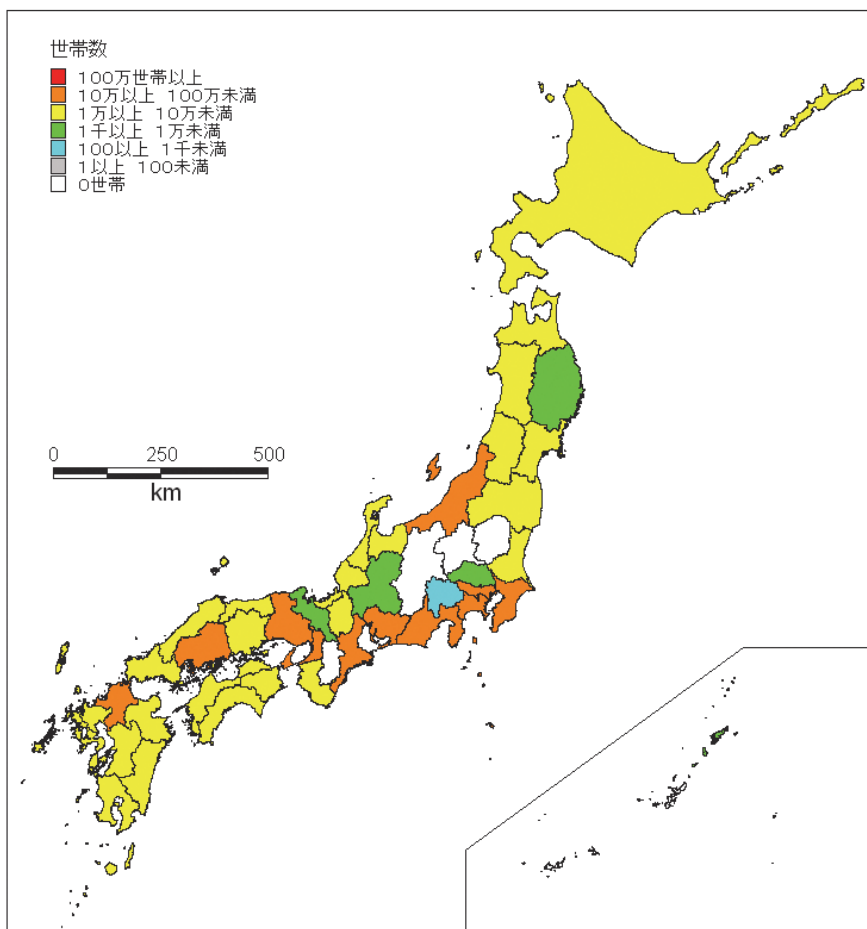 世帯数
100万世帯以上
10万以上 100万未満
1万以上 10万未満
1千以上 1万未満
100以上 1千未満
1以上 100未満
0世帯
0 250 500
km